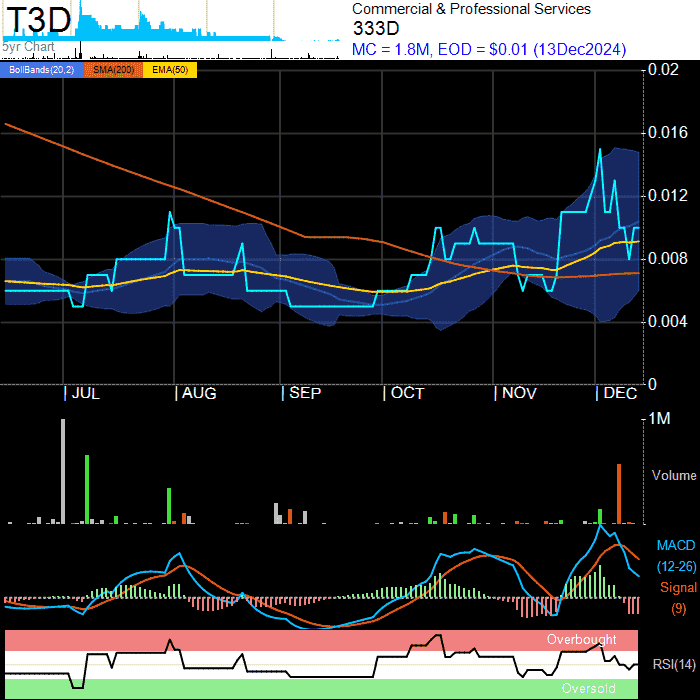 T3D
5yr Chart
Commercial & Professional Services
333D
MC = 1.8M, EOD = $0.01 (13Dec2024)
BollBands(20,2) SMA(200) EMA(50)
0.02
0.016
0.012
0.008
0.004
0
| JUL | AUG | SEP | OCT | NOV | DEC
1M
Volume
MACD
(12-26)
Signal
(9)
Overbought
RSI(14)
Oversold